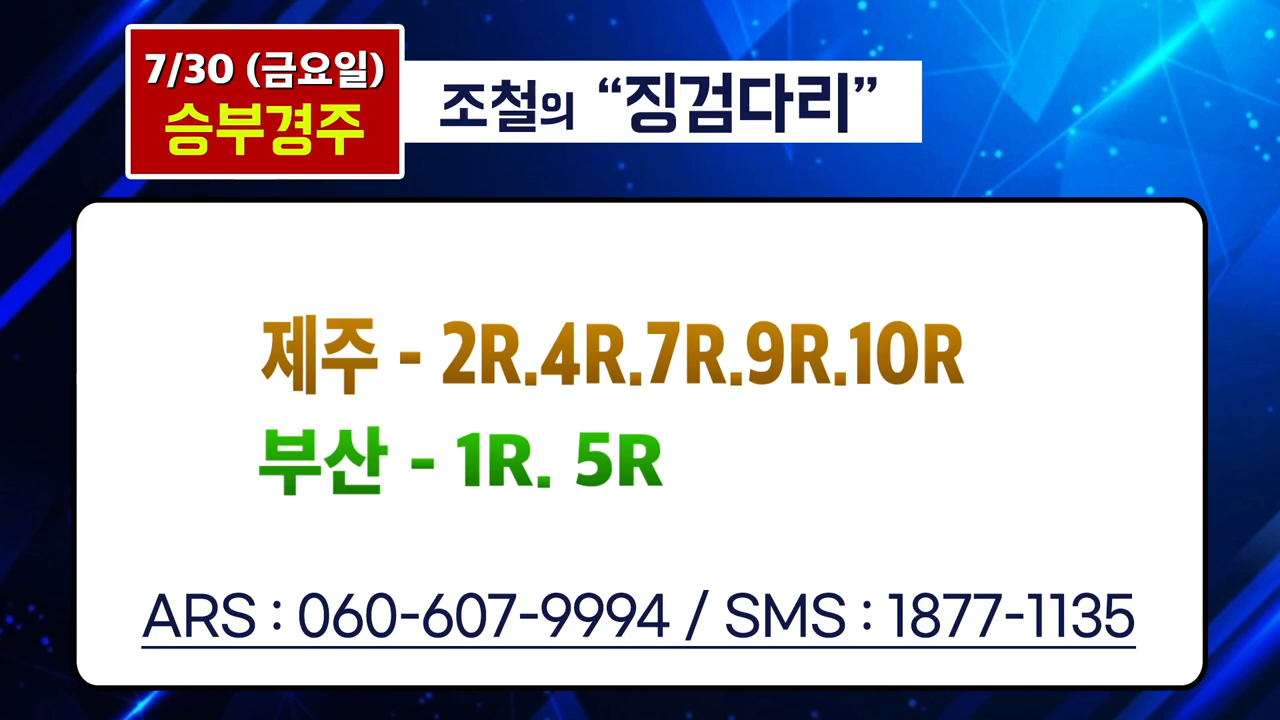 7/30 (금요일)
승부경주
조철의 “징검다리”
제주 - 2R.4R.7R.9R.10R
부산 - 1R. 5R
ARS : 060-607-9994 / SMS : 1877-1135